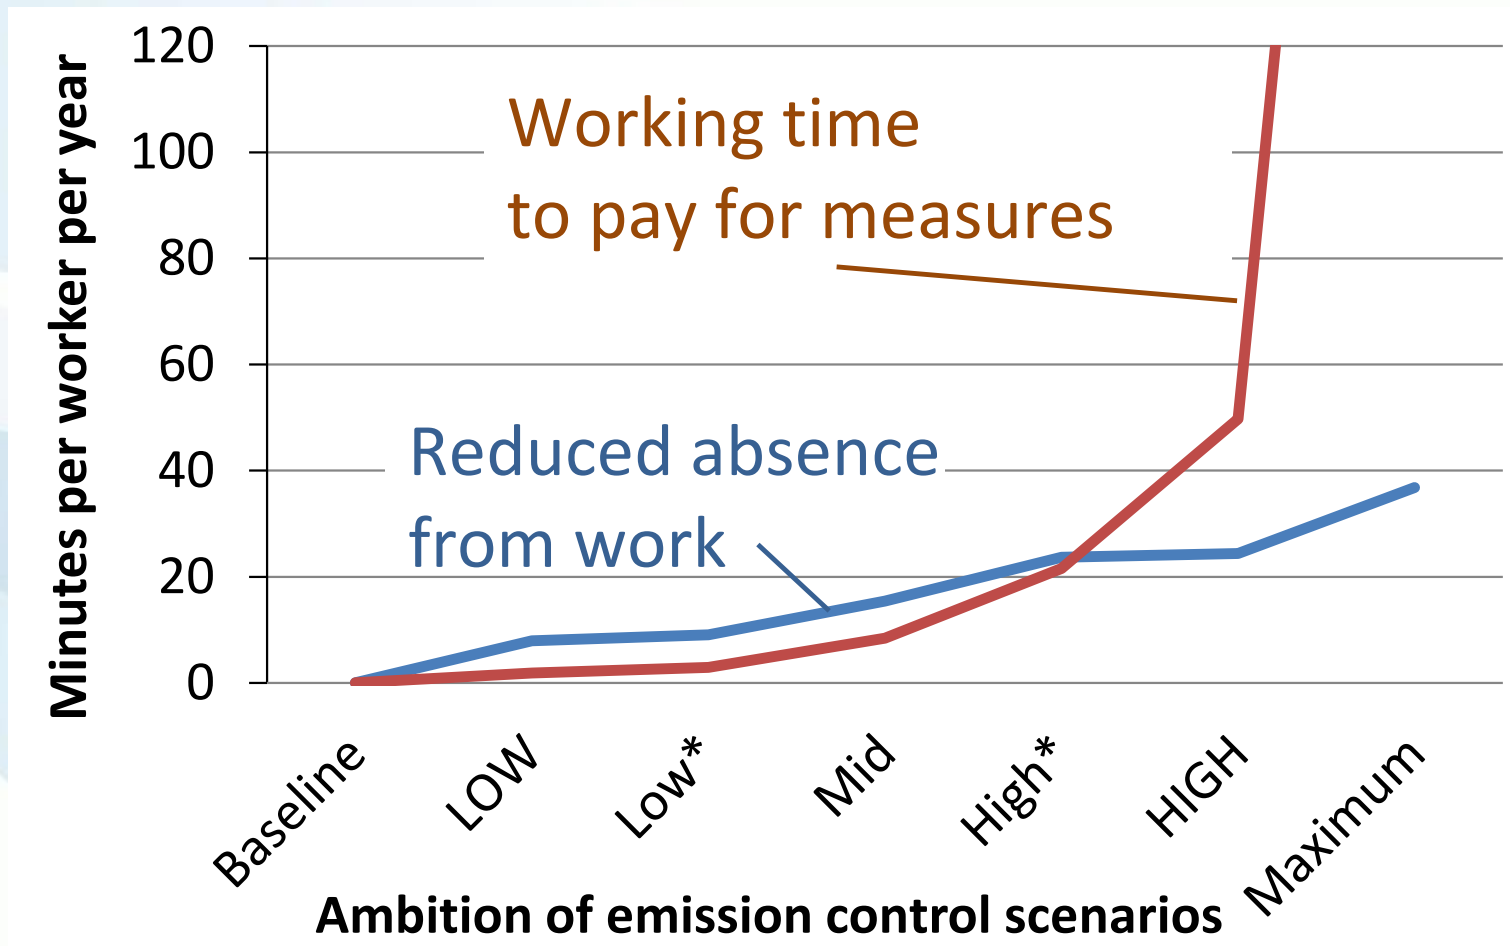 Minutes per worker per year
120
100
80
60
40
20
0
Working time
to pay for measures
Reduced absence
from work
Baseline
LOW
Low*
Mid
High*
HIGH
Maximum
Ambition of emission control scenarios